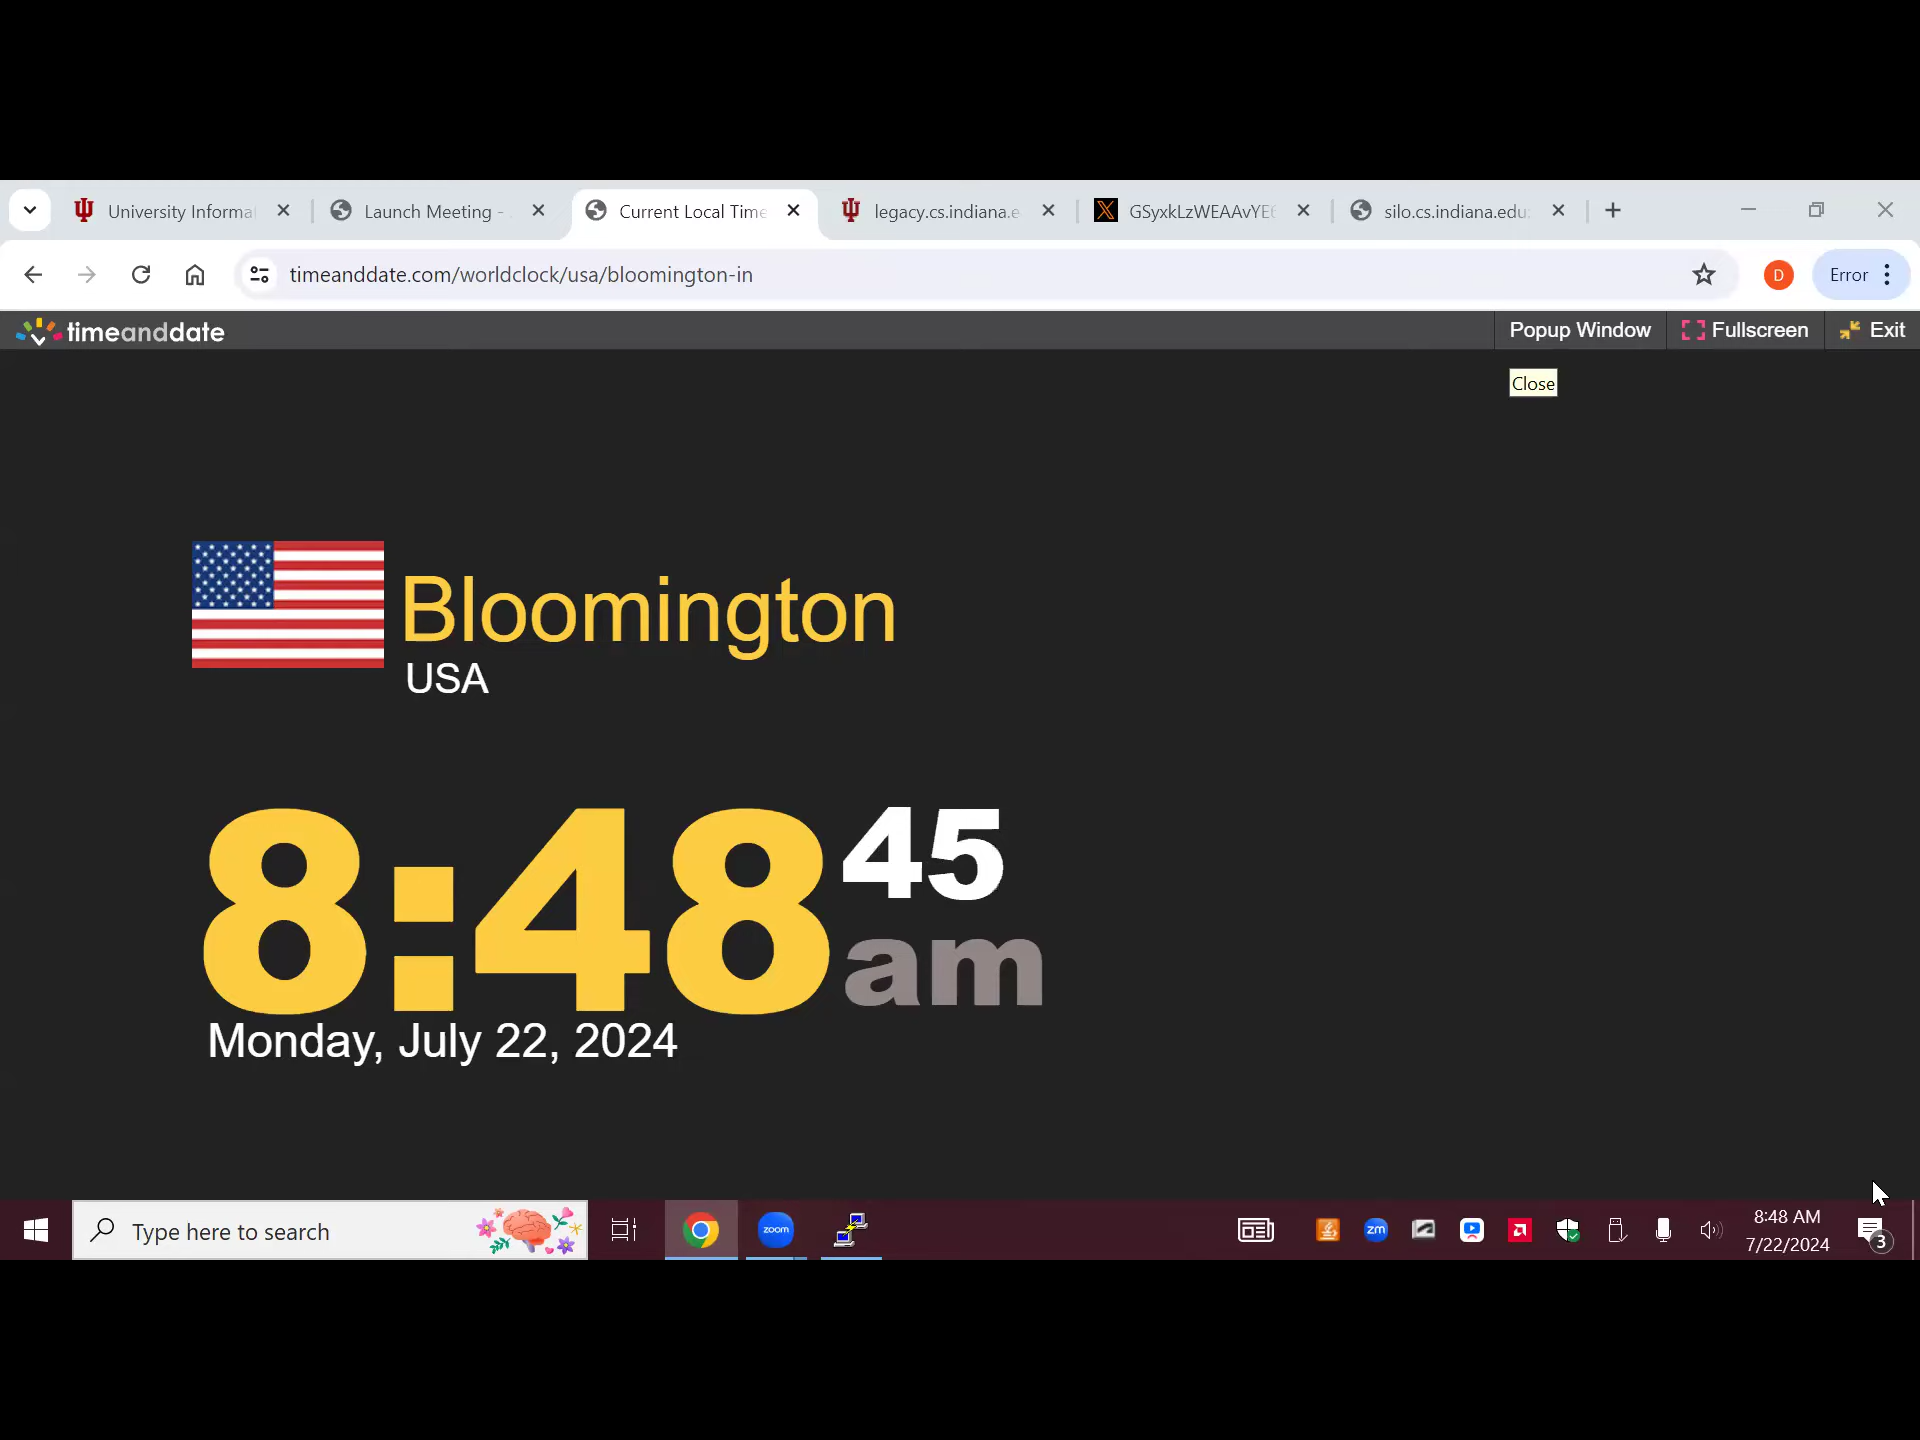 University Informa
Launch Meeting -
Current Local Time
legacy.cs.indiana.e
GSyxkLzWEAAvYE6
silo.cs.indiana.edu:
timeanddate.com/worldclock/usa/bloomington-in
D
Error
timeanddate
Popup Window
Fullscreen
Exit
Close
Bloomington
USA
8:48
45
am
Monday, July 22, 2024
Type here to search
zoom
zm
8:48 AM
7/22/2024
3